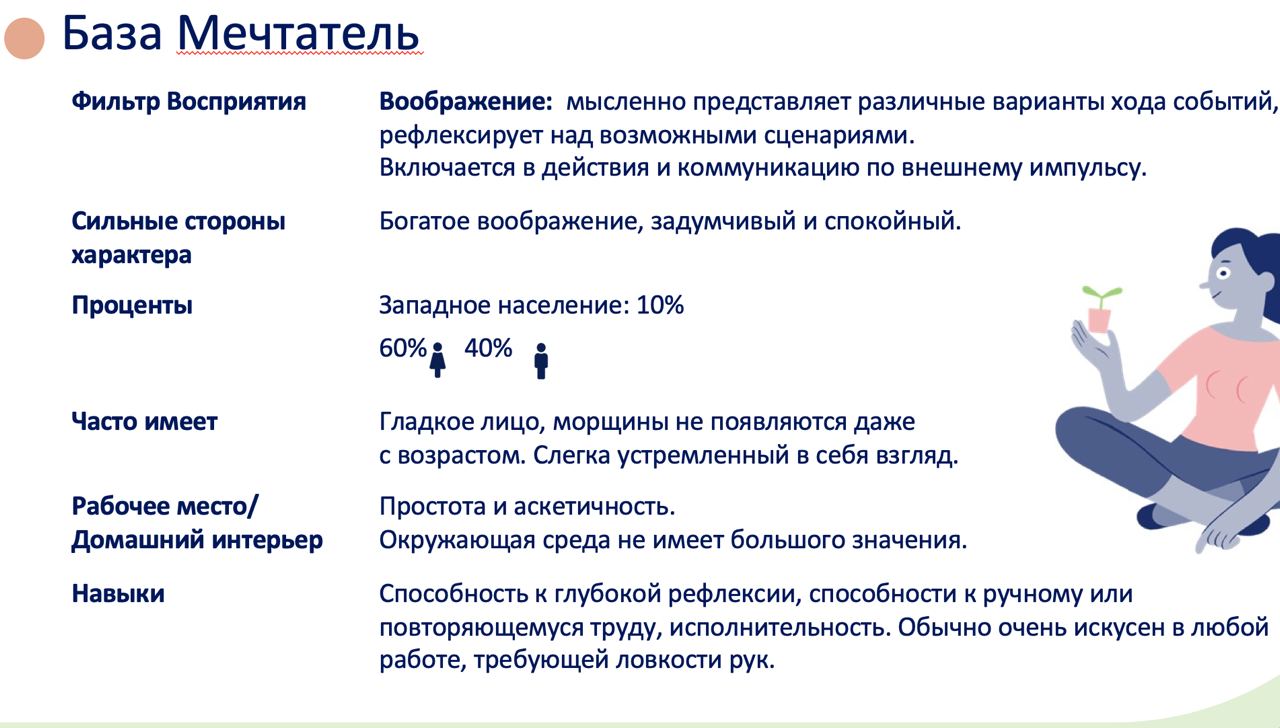 База Мечтатель
Фильтр Восприятия
Воображение: мысленно представляет различные варианты хода событий,
рефлексирует над возможными сценариями.
Включается в действия и коммуникацию по внешнему импульсу.
Сильные стороны
характера
Богатое воображение, задумчивый и спокойный.
Проценты
Западное население: 10%
60% 40%
Часто имеет
Гладкое лицо, морщины не появляются даже
с возрастом. Слегка устремленный в себя взгляд.
Рабочее место/
Домашний интерьер
Простота и аскетичность.
Окружающая среда не имеет большого значения.
Навыки
Способность к глубокой рефлексии, способности к ручному или
повторяющемуся труду, исполнительность. Обычно очень искусен в любой
работе, требующей ловкости рук.